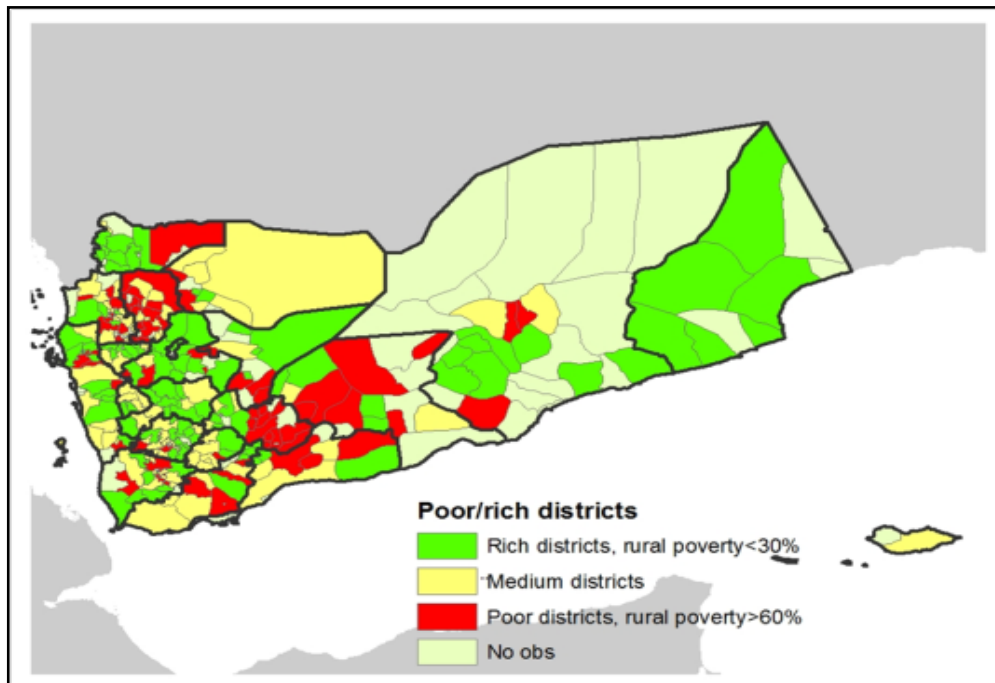 Poor/rich districts
Rich districts, rural poverty<30%
Medium districts
Poor districts, rural poverty>60%
No obs